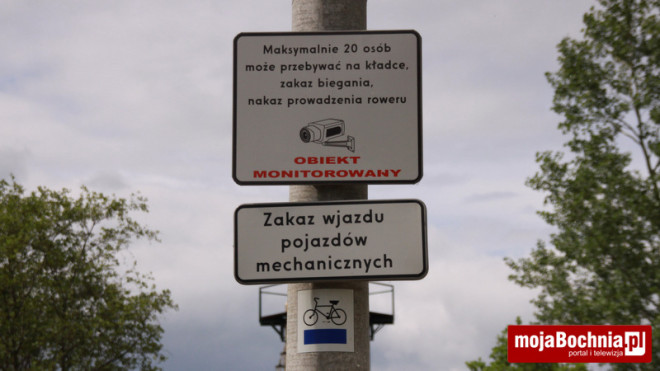 Maksymalnie 20 osób
może przebywać na kładce,
zakaz biegania,
nakaz prowadzenia roweru
OBIEKT
MONITOROWANY
Zakaz wjazdu
pojazdów
mechanicznych
mojaBochnia.pl
portal i telewizja